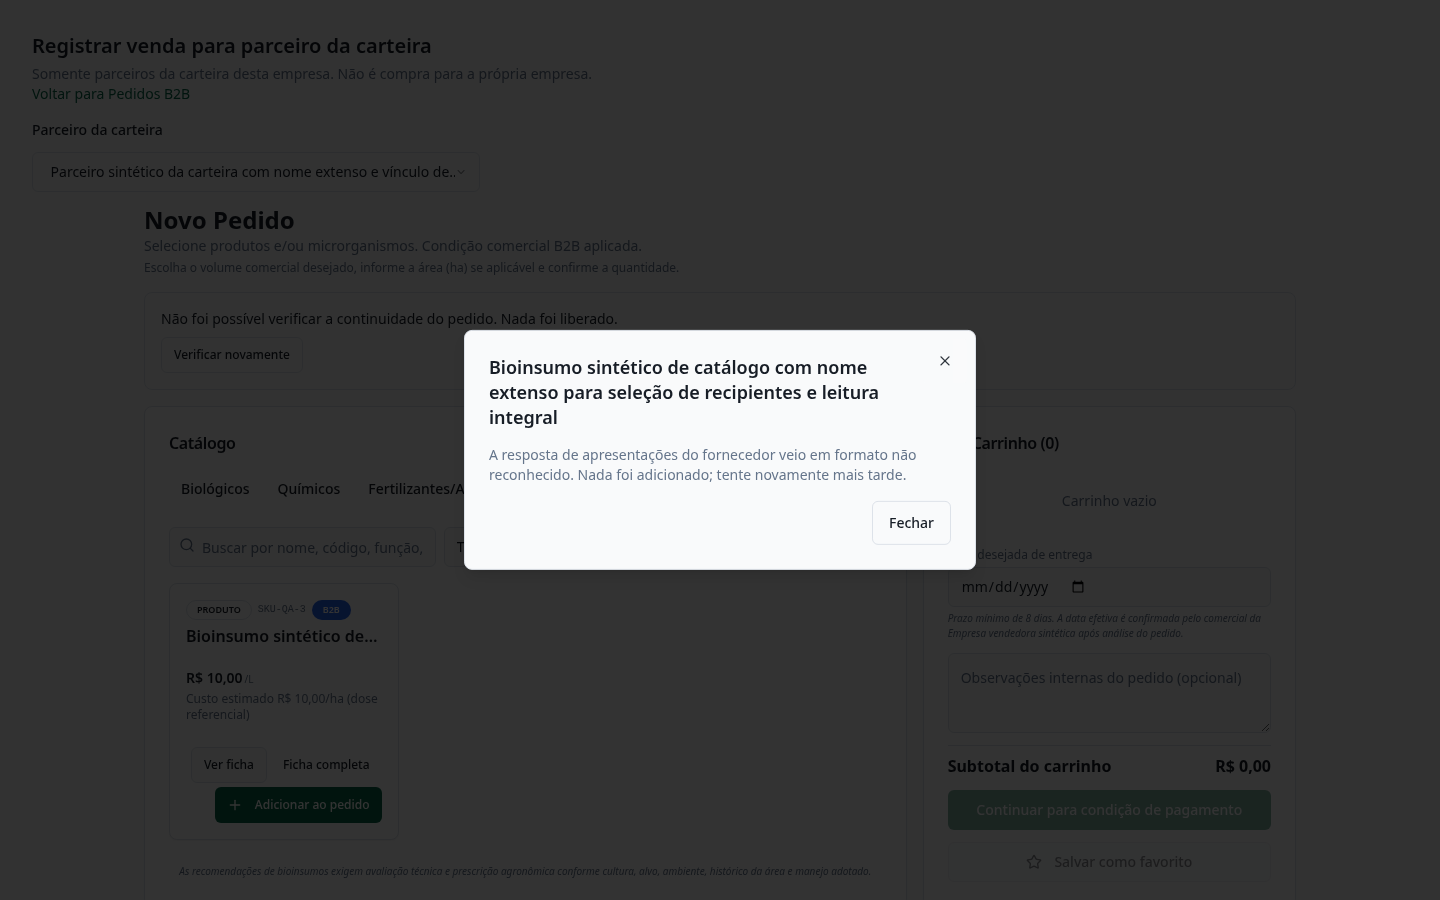 Registrar venda para parceiro da carteira
Somente parceiros da carteira desta empresa. Não é compra para a própria empresa.
Voltar para Pedidos B2B
Parceiro da carteira
Parceiro sintético da carteira com nome extenso e vínculo de..
Novo Pedido
Selecione produtos e/ou microrganismos. Condição comercial B2B aplicada.
Escolha o volume comercial desejado, informe a área (ha) se aplicável e confirme a quantidade.
Não foi possível verificar a continuidade do pedido. Nada foi liberado.
Verificar novamente
Bioinsumo sintético de catálogo com nome
extenso para seleção de recipientes e leitura
integral
A resposta de apresentações do fornecedor veio em formato não
reconhecido. Nada foi adicionado; tente novamente mais tarde.
Fechar
Catálogo
Biológicos Químicos Fertilizantes/A
Buscar por nome, código, função, T
PRODUTO SKU-QA-3 B2B
Bioinsumo sintético de...
R$ 10,00 /L
Custo estimado R$ 10,00/ha (dose
referencial)
Ver ficha Ficha completa
Adicionar ao pedido
As recomendações de bioinsumos exigem avaliação técnica e prescrição agronômica conforme cultura, alvo, ambiente, histórico da área e manejo adotado.
Carrinho (0)
Carrinho vazio
desejada de entrega
mm/dd/yyyy
Prazo mínimo de 8 dias. A data efetiva é confirmada pelo comercial da
Empresa vendedora sintética após análise do pedido.
Observações internas do pedido (opcional)
Subtotal do carrinho R$ 0,00
Continuar para condição de pagamento
Salvar como favorito